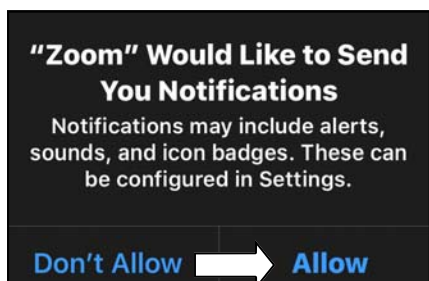 “Zoom” Would Like to Send
You Notifications
Notifications may include alerts,
sounds, and icon badges. These can
be configured in Settings.
Don’t Allow
Allow